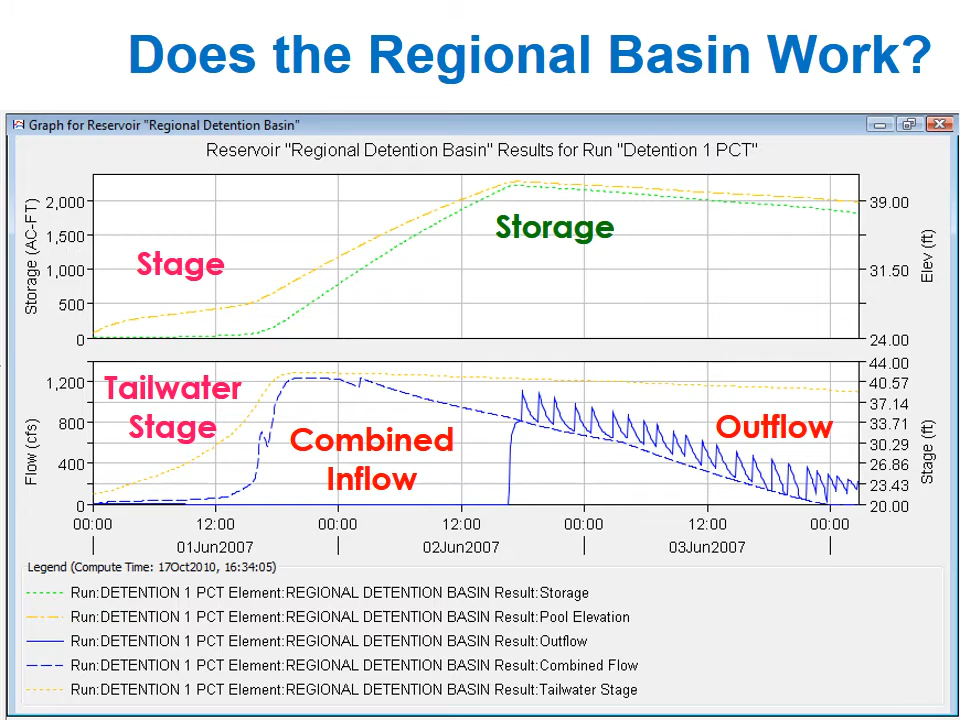 Does the Regional Basin Work?
Graph for Reservoir "Regional Detention Basin"
Reservoir "Regional Detention Basin" Results for Run "Detention 1 PCT"
Storage (AC-FT)
2,000
1,500
1,000
500
0
Stage
Storage
39.00
31.50
24.00
Elev (ft)
Flow (cfs)
1,200
800
400
0
Tailwater
Stage
Combined
Inflow
Outflow
44.00
40.57
37.14
33.71
30.29
26.86
23.43
20.00
Stage (ft)
00:00 12:00 00:00 12:00 00:00 12:00 00:00
01Jun2007 02Jun2007 03Jun2007
Legend (Compute Time: 17Oct2010, 16:34:05)
Run:DETENTION 1 PCT Element:REGIONAL DETENTION BASIN Result:Storage
Run:DETENTION 1 PCT Element:REGIONAL DETENTION BASIN Result:Pool Elevation
Run:DETENTION 1 PCT Element:REGIONAL DETENTION BASIN Result:Outflow
Run:DETENTION 1 PCT Element:REGIONAL DETENTION BASIN Result:Combined Flow
Run:DETENTION 1 PCT Element:REGIONAL DETENTION BASIN Result:Tailwater Stage